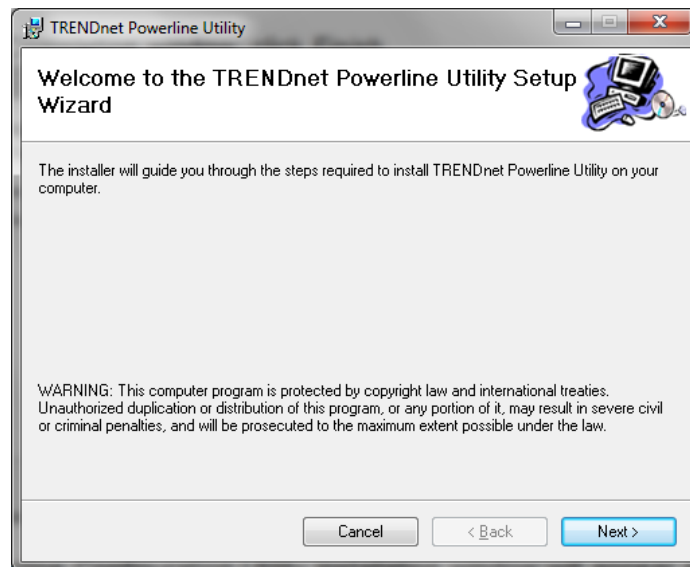 TRENDnet Powerline Utility
Welcome to the TRENDnet Powerline Utility Setup
Wizard
The installer will guide you through the steps required to install TRENDnet Powerline Utility on your
computer.
WARNING: This computer program is protected by copyright law and international treaties.
Unauthorized duplication or distribution of this program, or any portion of it, may result in severe civil
or criminal penalties, and will be prosecuted to the maximum extent possible under the law.
Cancel
< Back
Next >